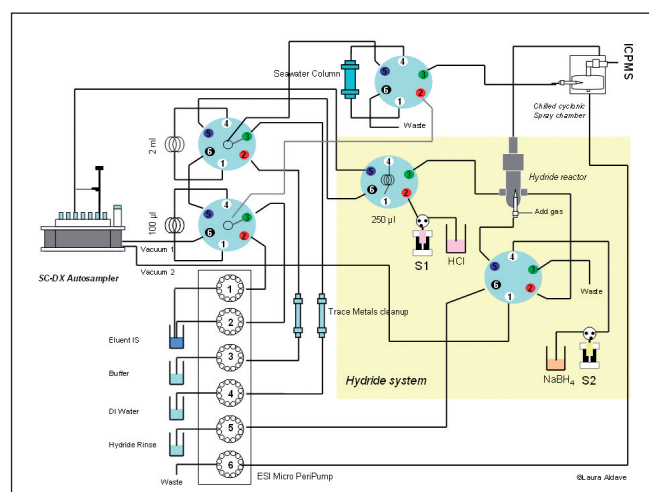 ICPMS
Seawater Column
4
5
3
6
2
1
Waste
Chilled cyclonic
Spray chamber
2 ml
4
5
3
6
2
1
100 µl
4
5
3
6
2
1
4
5
3
6
2
1
250 µl
Hydride reactor
Add gas
S1
HCl
Vacuum 1
SC-DX Autosampler
Vacuum 2
4
5
3
6
2
1
Waste
1
2
3
4
5
6
Eluent IS
Buffer
DI Water
Hydride Rinse
Waste
Trace Metals cleanup
NaBH4
S2
Hydride system
ESI Micro PeriPump
©Laura Aldave